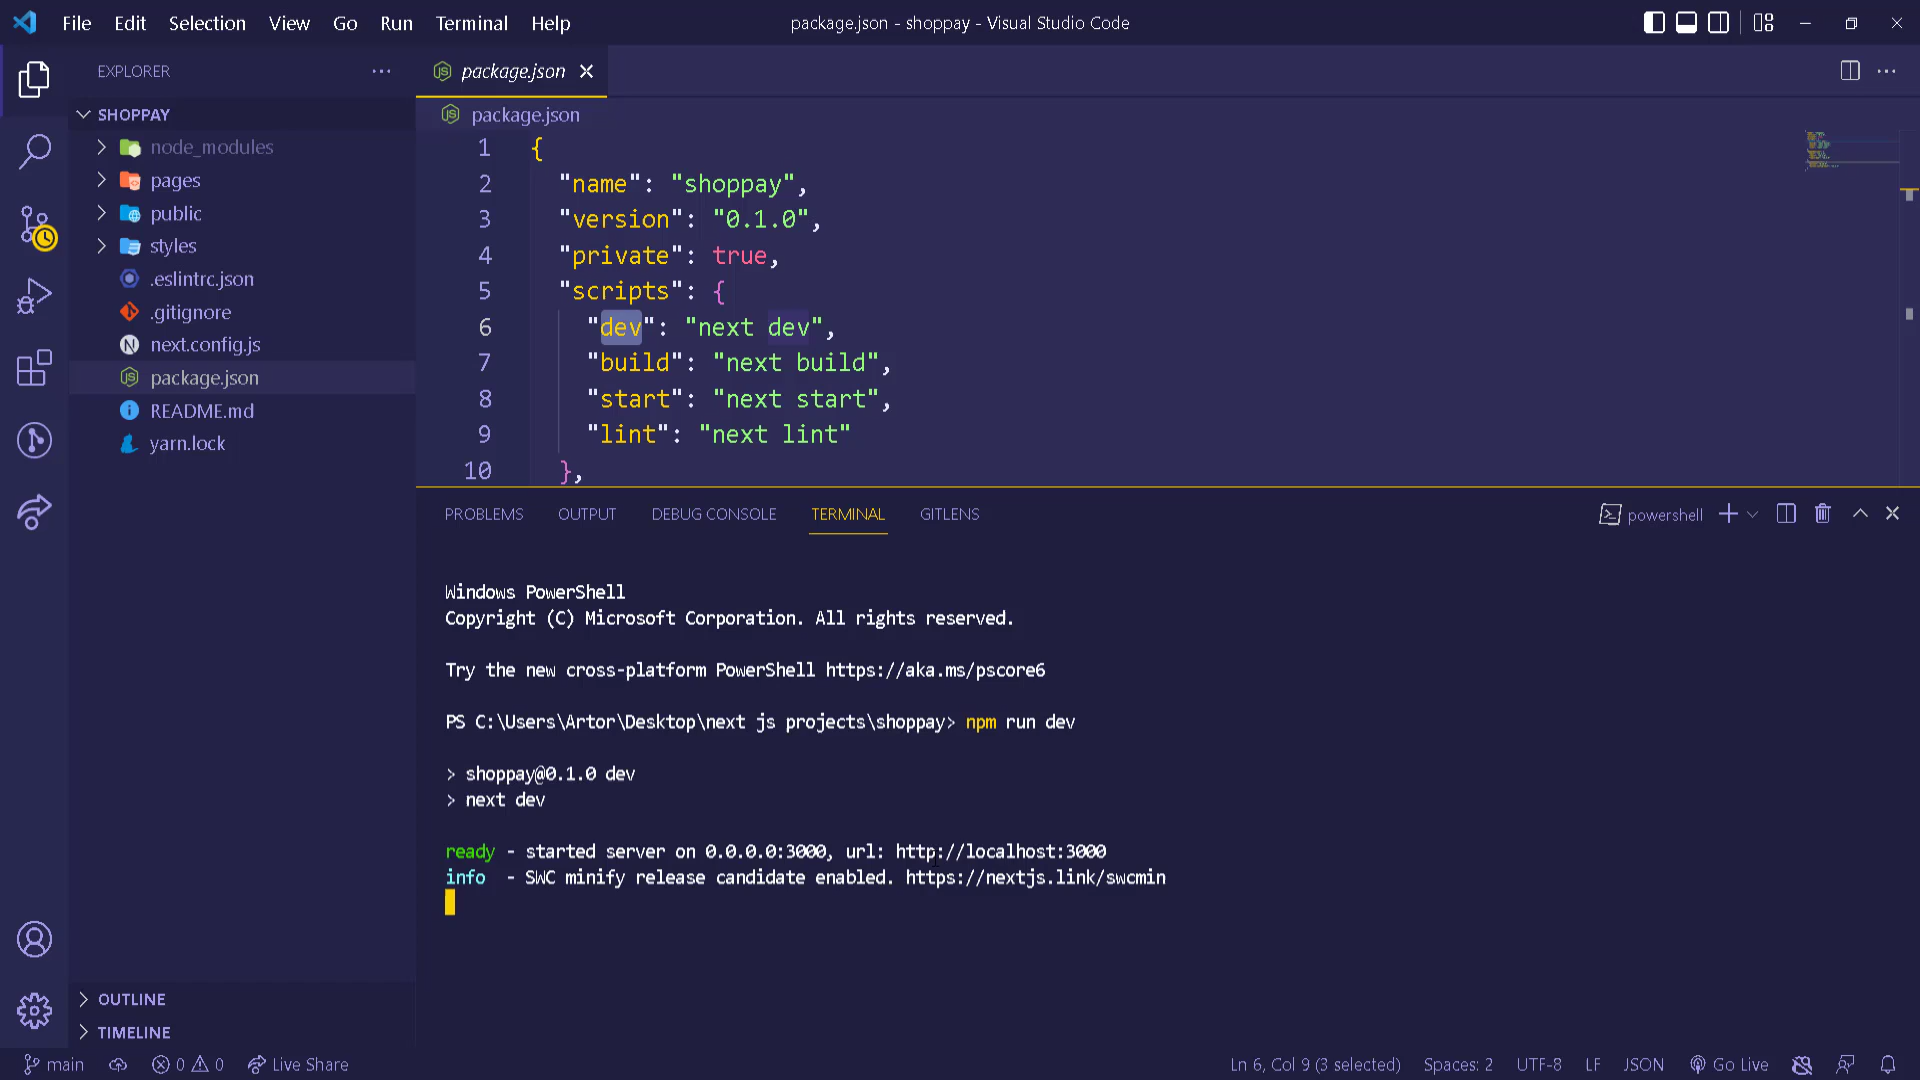 File Edit Selection View Go Run Terminal Help
package.json - shoppay - Visual Studio Code
EXPLORER
package.json
SHOPPAY
node_modules
pages
public
styles
.eslintrc.json
.gitignore
next.config.js
package.json
README.md
yarn.lock
OUTLINE
TIMELINE
package.json
1 {
2 "name": "shoppay",
3 "version": "0.1.0",
4 "private": true,
5 "scripts": {
6 "dev": "next dev",
7 "build": "next build",
8 "start": "next start",
9 "lint": "next lint"
10 },
PROBLEMS OUTPUT DEBUG CONSOLE TERMINAL GITLENS
powershell
Windows PowerShell
Copyright (C) Microsoft Corporation. All rights reserved.
Try the new cross-platform PowerShell https://aka.ms/pscore6
PS C:\Users\Artor\Desktop\next js projects\shoppay> npm run dev
> shoppay@0.1.0 dev
> next dev
ready - started server on 0.0.0.0:3000, url: http://localhost:3000
info - SWC minify release candidate enabled. https://nextjs.link/swcmin
main 0 0 Live Share
Ln 6, Col 9 (3 selected) Spaces: 2 UTF-8 LF JSON Go Live